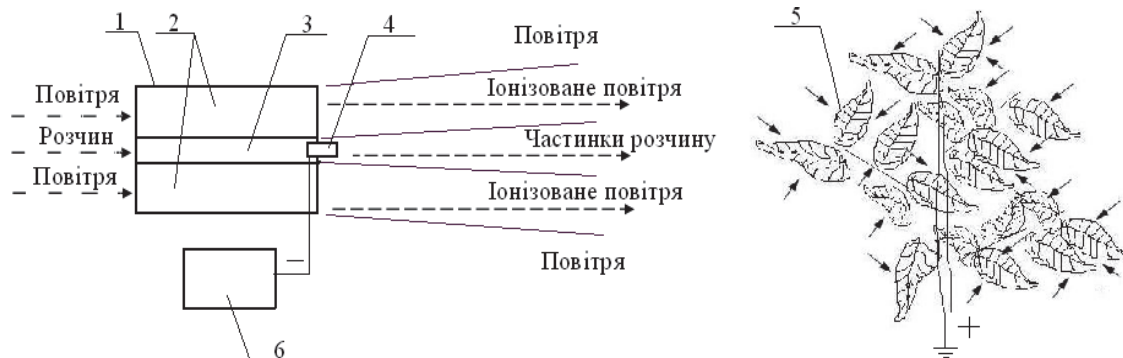 1 2 3 4 5
Повітря
Повітря Іонізоване повітря
Розчин Частинки розчину
Повітря Іонізоване повітря
Повітря
−
6
+